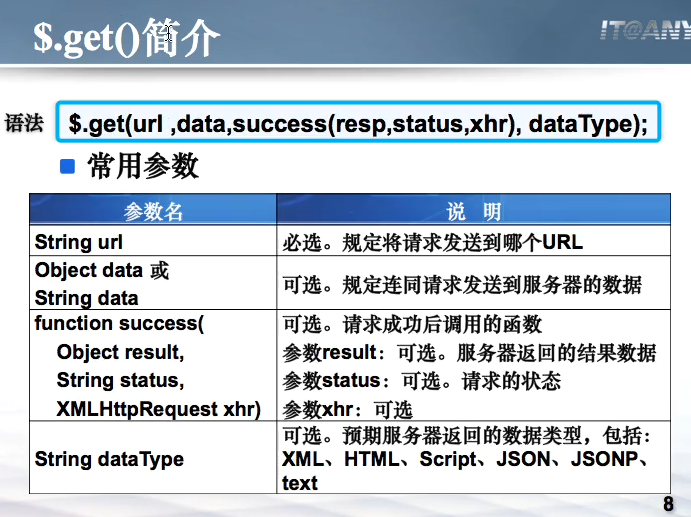 $.get()简介
IT@ANY
语法
$.get(url ,data,success(resp,status,xhr), dataType);
常用参数
参数名 说 明
String url 必选。规定将请求发送到哪个URL
Object data 或
String data
可选。规定连同请求发送到服务器的数据
function success(
Object result,
String status,
XMLHttpRequest xhr)
可选。请求成功后调用的函数
参数result：可选。服务器返回的结果数据
参数status：可选。请求的状态
参数xhr：可选
String dataType
可选。预期服务器返回的数据类型，包括：
XML、HTML、Script、JSON、JSONP、
text
8